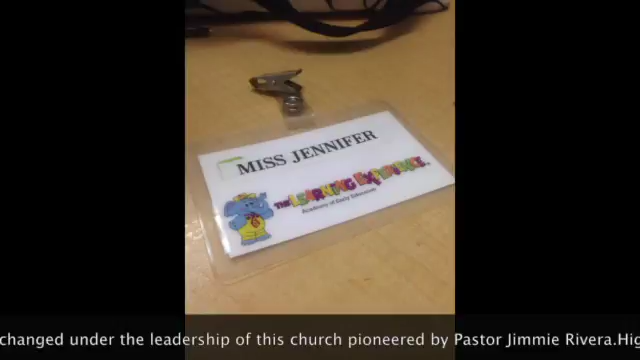 MISS JENNIFER
THE LEARNING EXPERIENCE
Academy of Early Education
changed under the leadership of this church pioneered by Pastor Jimmie Rivera.Hig